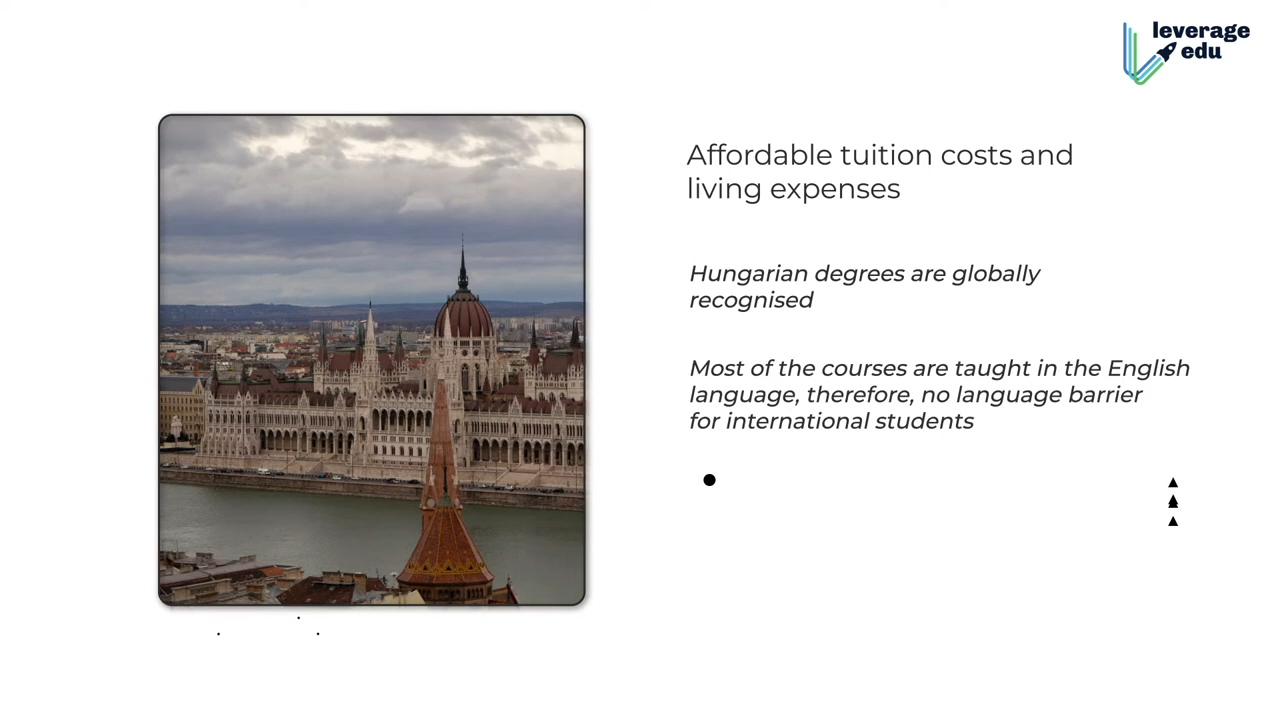 leverage
edu
Affordable tuition costs and
living expenses
Hungarian degrees are globally
recognised
Most of the courses are taught in the English
language, therefore, no language barrier
for international students